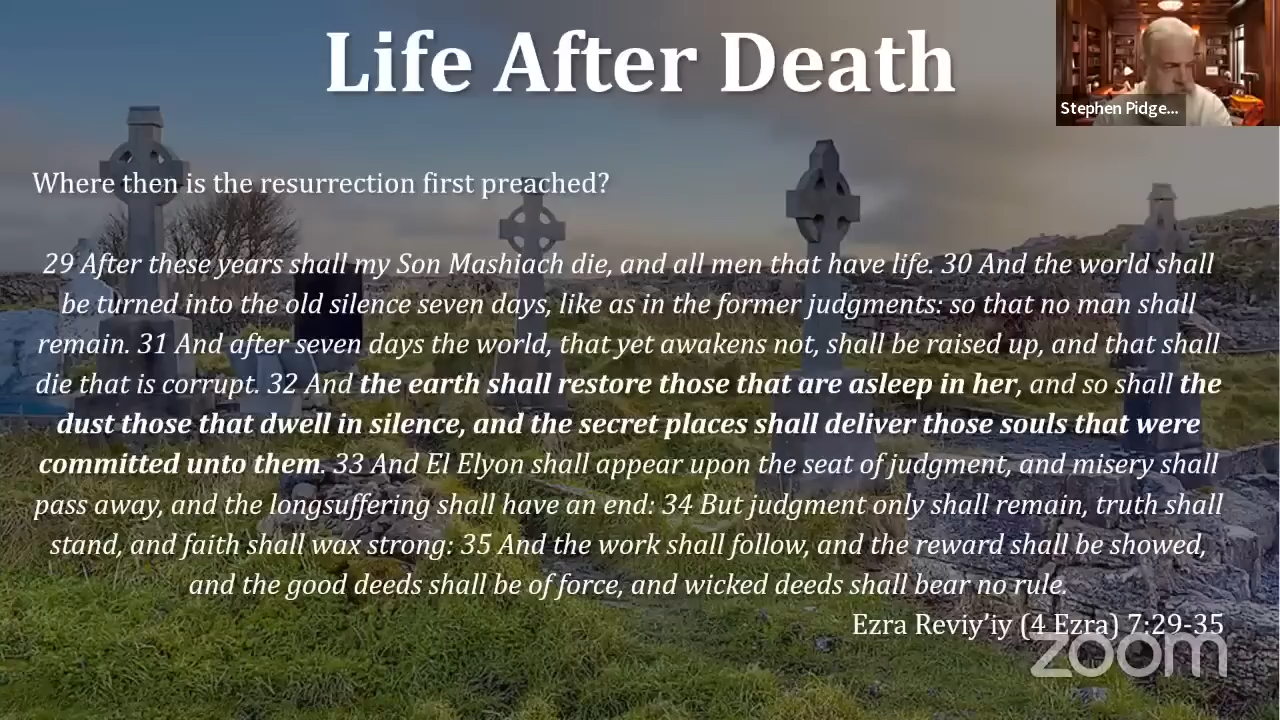 Life After Death
Stephen Pidge...
Where then is the resurrection first preached?
29 After these years shall my Son Mashiach die, and all men that have life. 30 And the world shall
be turned into the old silence seven days, like as in the former judgments: so that no man shall
remain. 31 And after seven days the world, that yet awakens not, shall be raised up, and that shall
die that is corrupt. 32 And the earth shall restore those that are asleep in her, and so shall the
dust those that dwell in silence, and the secret places shall deliver those souls that were
committed unto them. 33 And El Elyon shall appear upon the seat of judgment, and misery shall
pass away, and the longsuffering shall have an end: 34 But judgment only shall remain, truth shall
stand, and faith shall wax strong: 35 And the work shall follow, and the reward shall be showed,
and the good deeds shall be of force, and wicked deeds shall bear no rule.
Ezra Reviy’iy (4 Ezra) 7:29-35
zoom